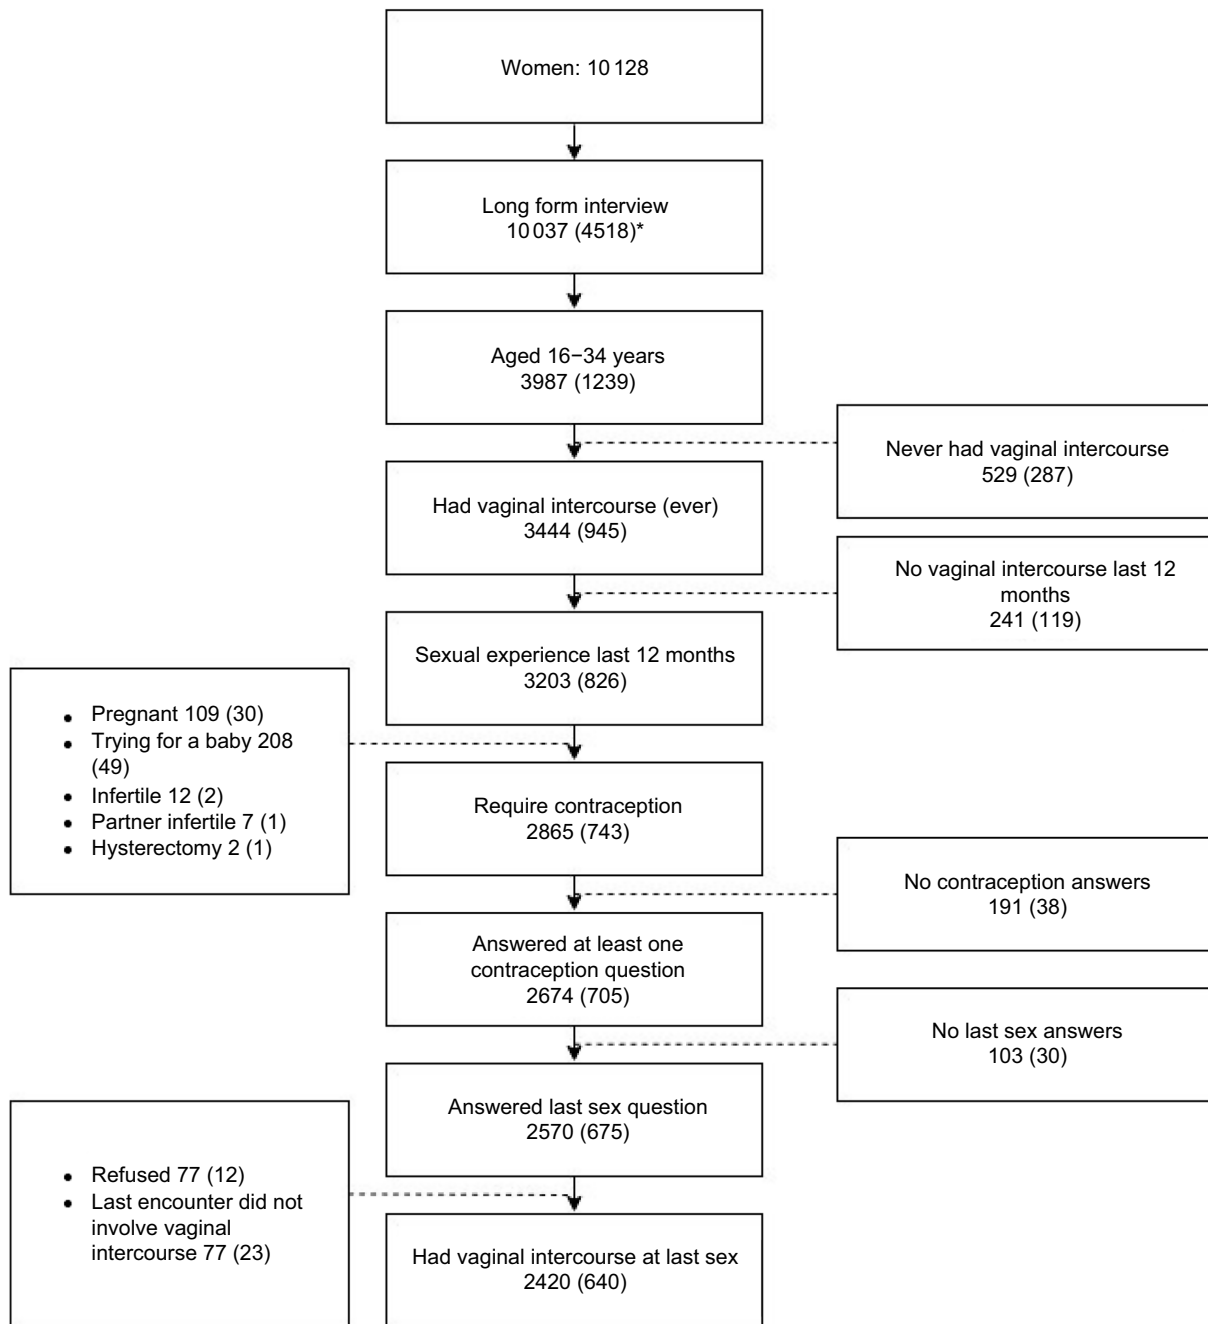 Women: 10 128
Long form interview
10 037 (4518)*
Aged 16−34 years
3987 (1239)
Never had vaginal intercourse
529 (287)
Had vaginal intercourse (ever)
3444 (945)
No vaginal intercourse last 12
months
241 (119)
Sexual experience last 12 months
3203 (826)
• Pregnant 109 (30)
• Trying for a baby 208
(49)
• Infertile 12 (2)
• Partner infertile 7 (1)
• Hysterectomy 2 (1)
Require contraception
2865 (743)
No contraception answers
191 (38)
Answered at least one
contraception question
2674 (705)
No last sex answers
103 (30)
Answered last sex question
2570 (675)
• Refused 77 (12)
• Last encounter did not
involve vaginal
intercourse 77 (23)
Had vaginal intercourse at last sex
2420 (640)